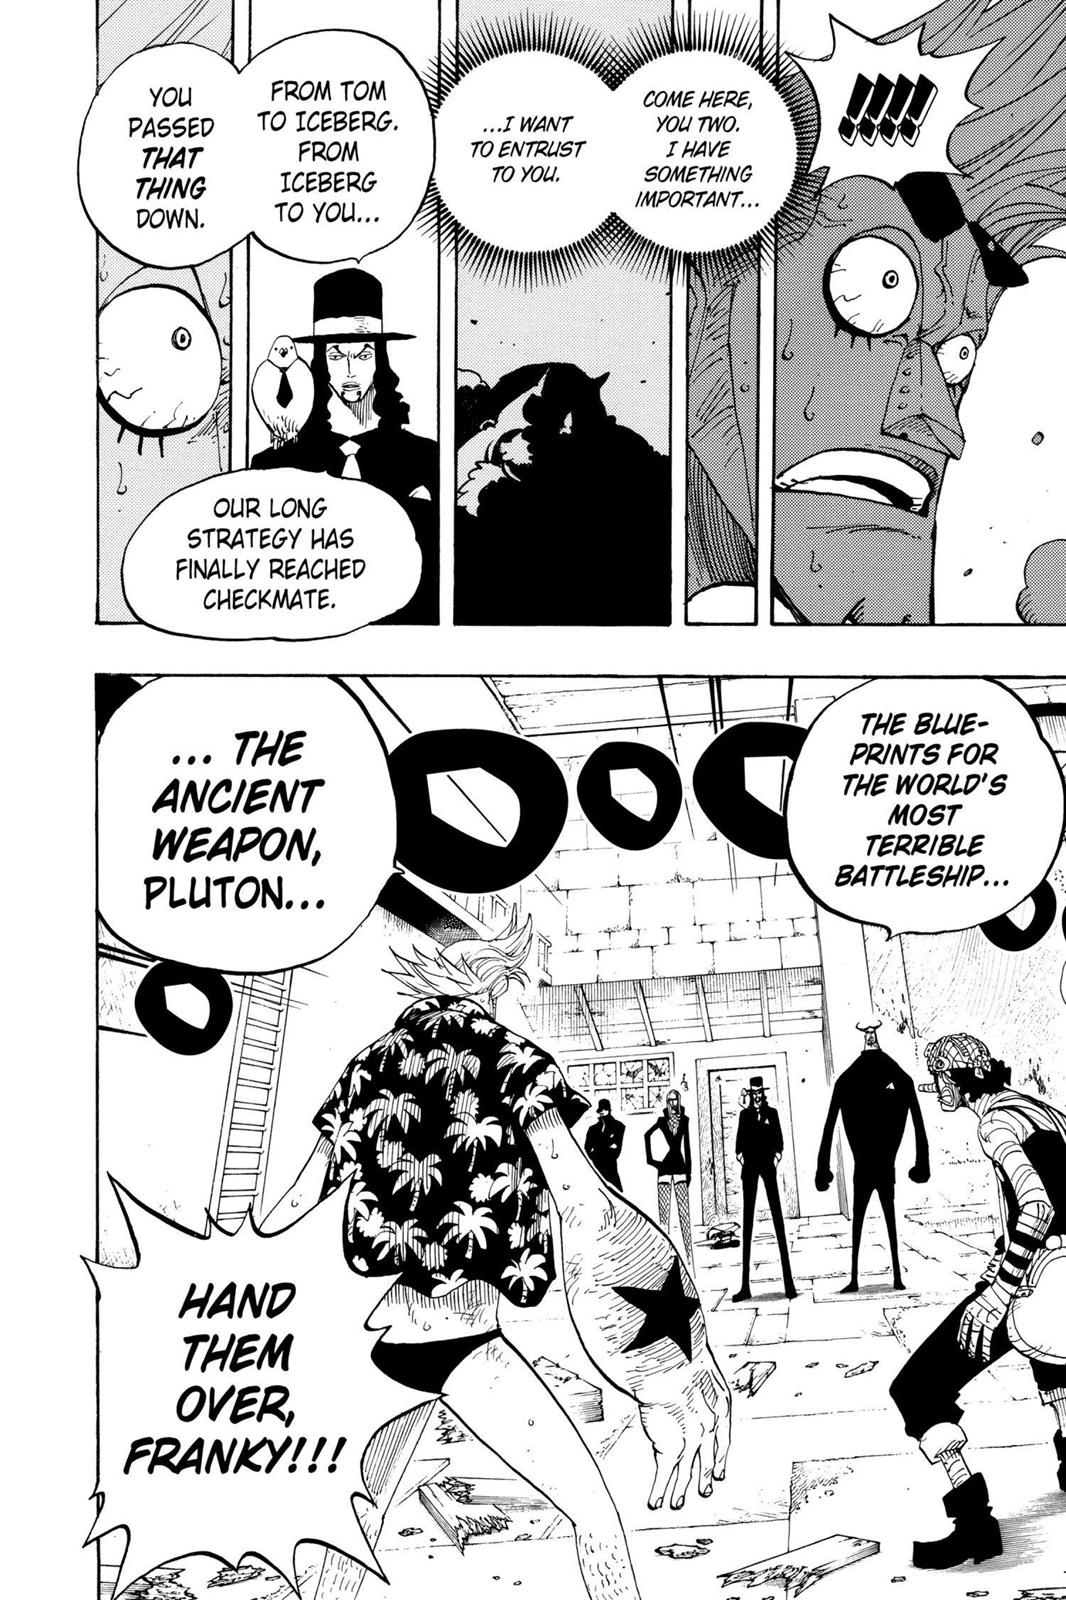 !!!!
COME HERE,
YOU TWO.
I HAVE
SOMETHING
IMPORTANT...
...I WANT
TO ENTRUST
TO YOU.
FROM TOM
TO ICEBERG.
FROM
ICEBERG
TO YOU...
YOU
PASSED
THAT
THING
DOWN.
OUR LONG
STRATEGY HAS
FINALLY REACHED
CHECKMATE.
THE BLUE-
PRINTS FOR
THE WORLD'S
MOST
TERRIBLE
BATTLESHIP...
... THE
ANCIENT
WEAPON,
PLUTON...
HAND
THEM
OVER,
FRANKY!!!